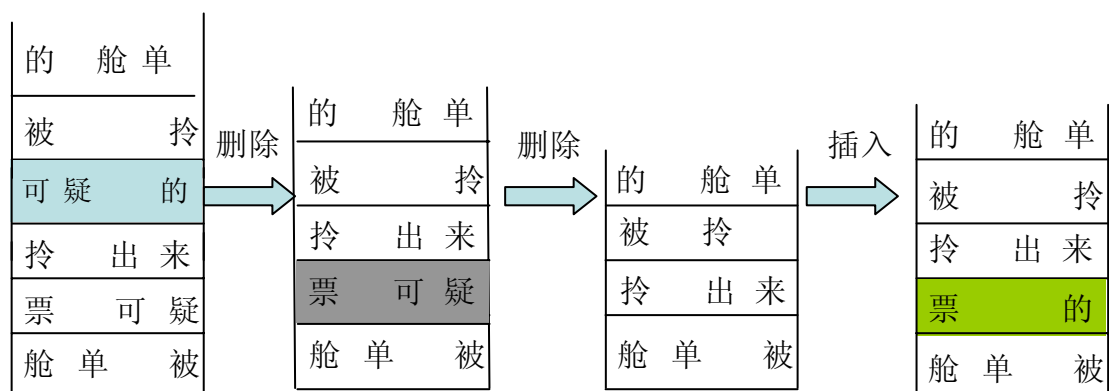 的 舱 单
被 拎
可 疑 的
拎 出 来
票 可 疑
舱 单 被
删除
的 舱 单
被 拎
拎 出 来
票 可 疑
舱 单 被
删除
的 舱 单
被 拎
拎 出 来
舱 单 被
插入
的 舱 单
被 拎
拎 出 来
票 的
舱 单 被